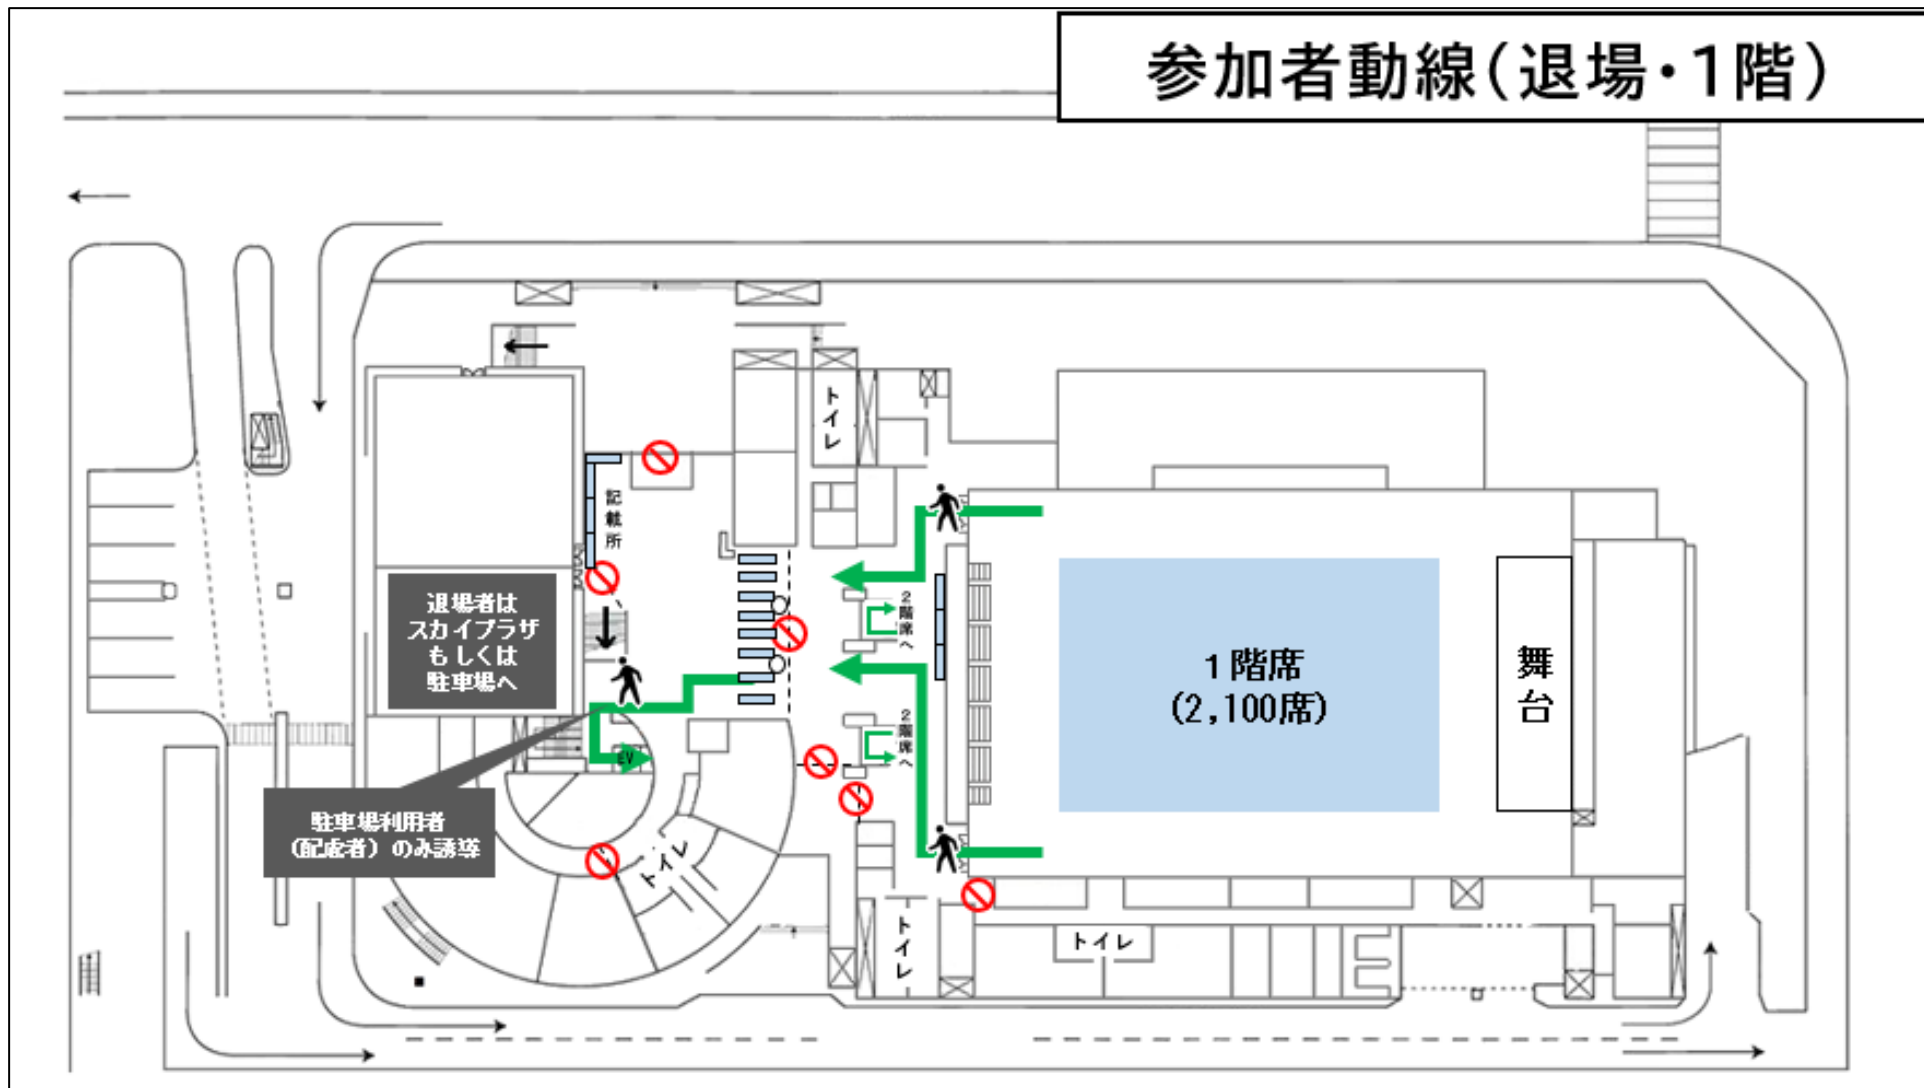 参加者動線(退場・1階)
トイレ
記載所
退場者は
スカイプラザ
もしくは
駐車場へ
2階席へ
1階席
(2,100席)
舞台
2階席へ
EV
駐車場利用者
(配慮者)のみ誘導
トイレ
トイレ
トイレ